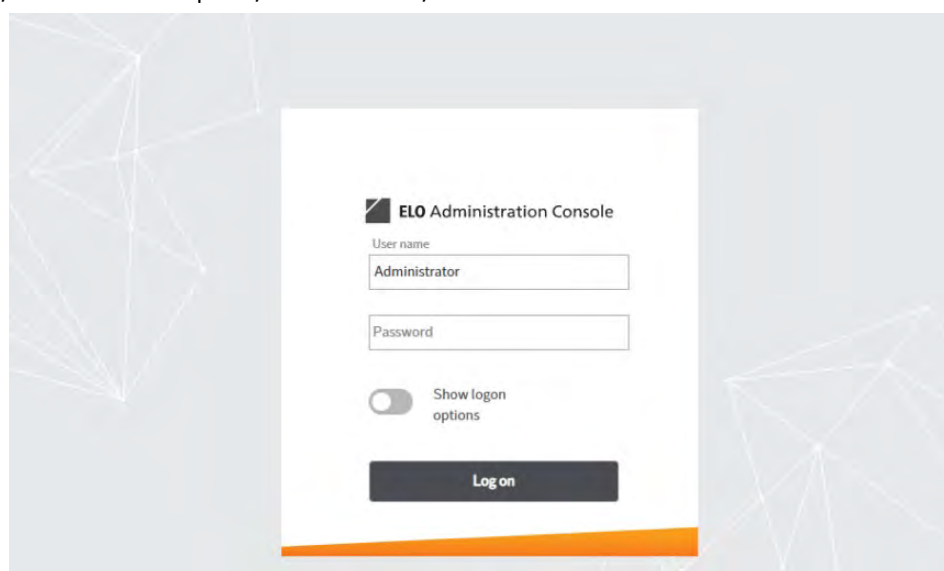 ELO Administration Console
User name
Administrator
Password
Show logon
options
Log on